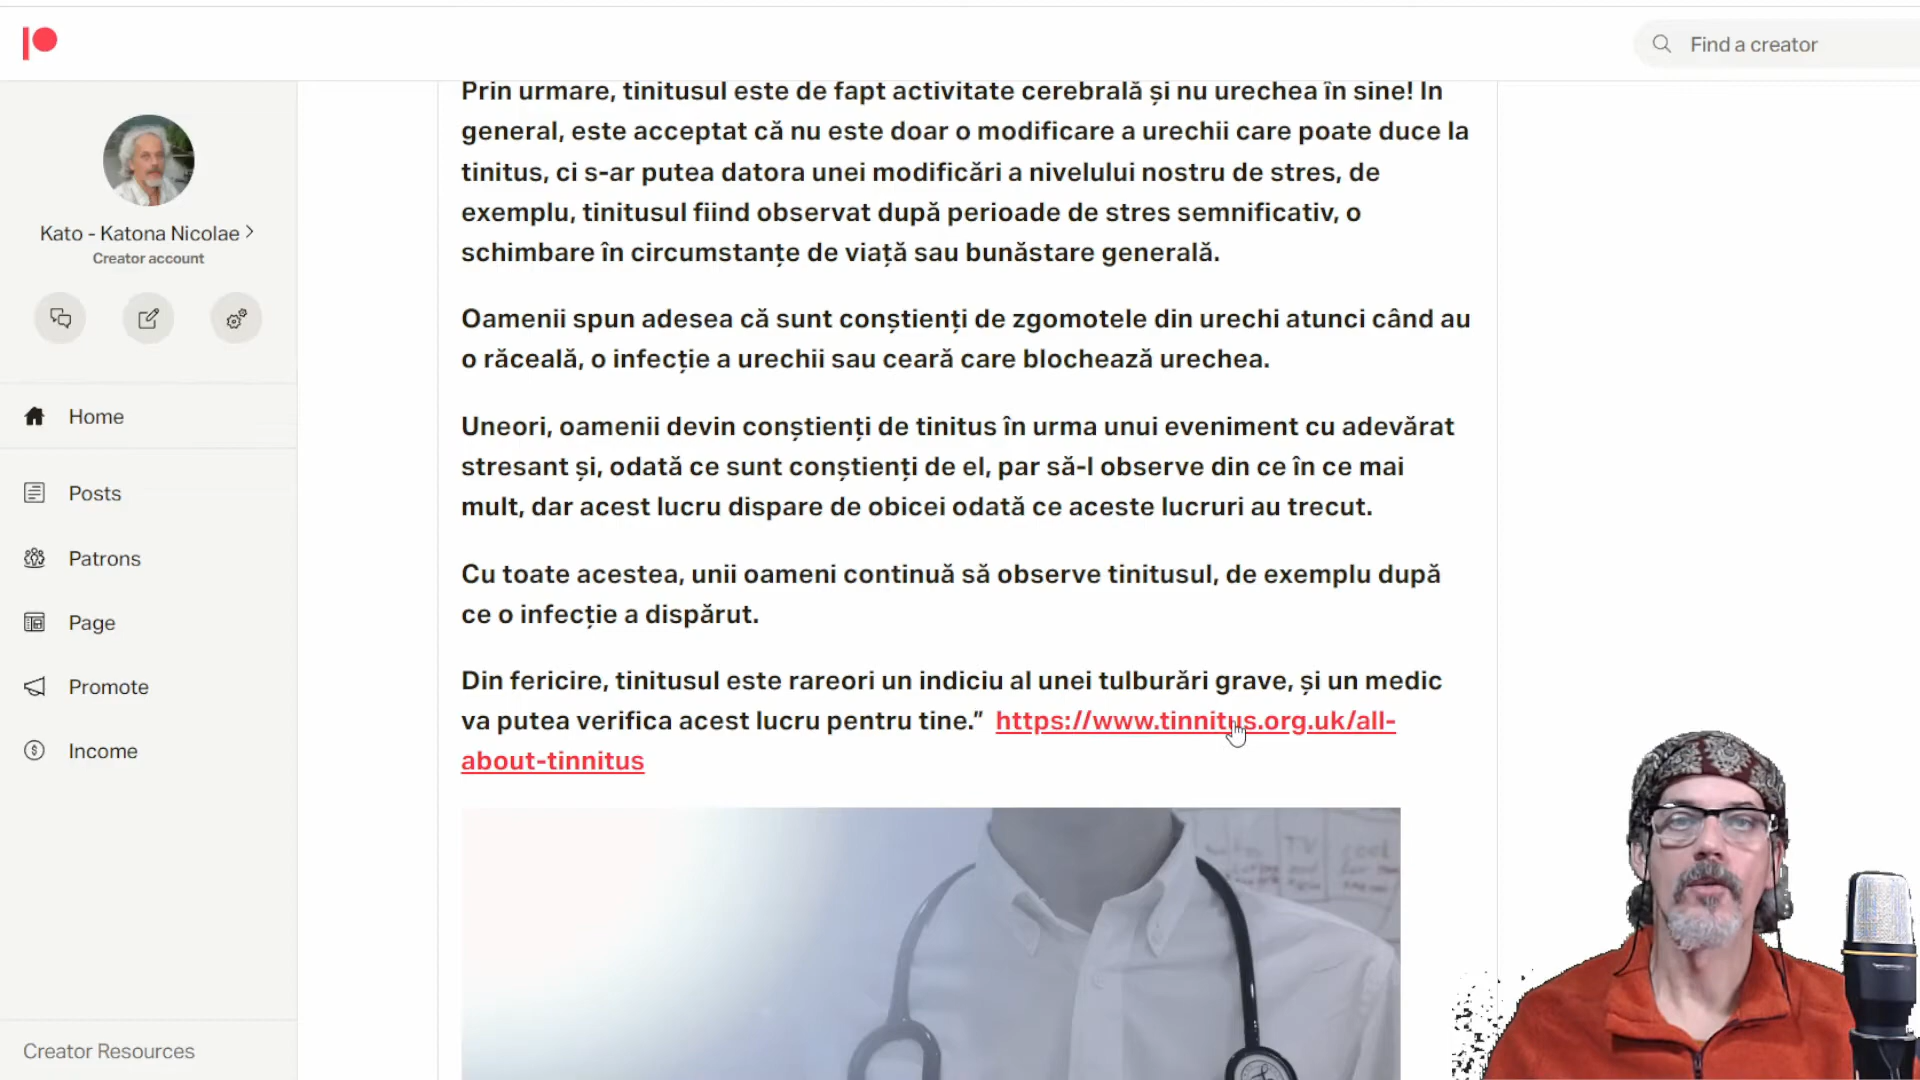 Find a creator
Kato - Katona Nicolae
Creator account
Home
Posts
Patrons
Page
Promote
Income
Creator Resources
Prin urmare, tinitusul este de fapt activitate cerebrală și nu urechea în sine! In
general, este acceptat că nu este doar o modificare a urechii care poate duce la
tinitus, ci s-ar putea datora unei modificări a nivelului nostru de stres, de
exemplu, tinitusul fiind observat după perioade de stres semnificativ, o
schimbare în circumstanțe de viață sau bunăstare generală.
Oamenii spun adesea că sunt conștienți de zgomotele din urechi atunci când au
o răceală, o infecție a urechii sau ceară care blochează urechea.
Uneori, oamenii devin conștienți de tinitus în urma unui eveniment cu adevărat
stresant și, odată ce sunt conștienți de el, par să-l observe din ce în ce mai
mult, dar acest lucru dispare de obicei odată ce aceste lucruri au trecut.
Cu toate acestea, unii oameni continuă să observe tinitusul, de exemplu după
ce o infecție a dispărut.
Din fericire, tinitusul este rareori un indiciu al unei tulburări grave, și un medic
va putea verifica acest lucru pentru tine.” https://www.tinnitus.org.uk/all-
about-tinnitus